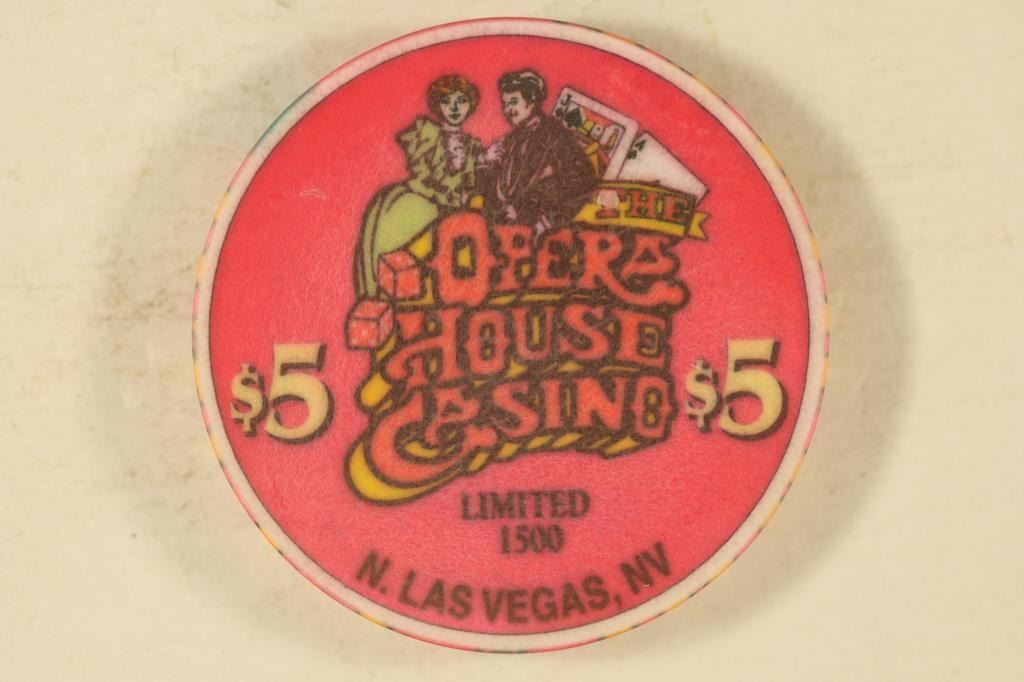 J
A
THE
OPERA
HOUSE
CASINO
$5 $5
LIMITED
1500
N. LAS VEGAS, NV